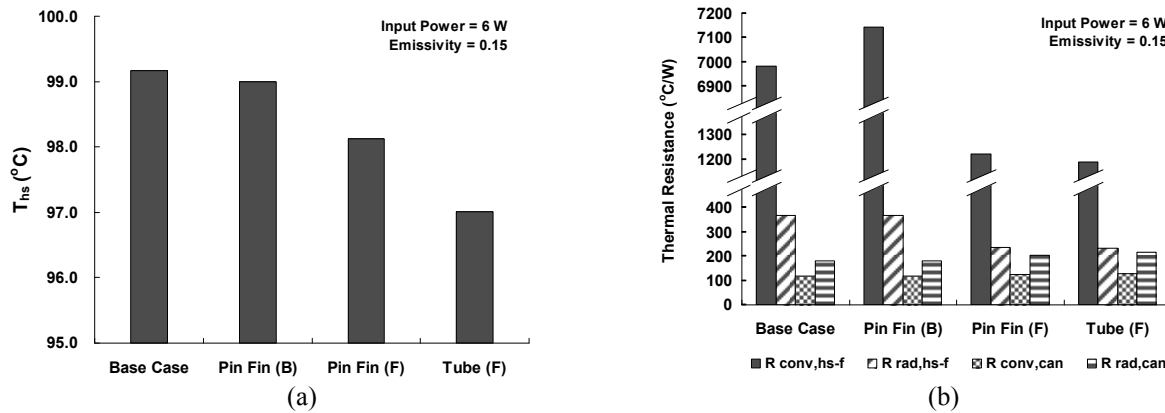 100.0
99.0
98.0
97.0
96.0
95.0
T hs (°C)
Input Power = 6 W
Emissivity = 0.15
Base Case Pin Fin (B) Pin Fin (F) Tube (F)
(a)
7200
7100
7000
6900
1300
1200
400
300
200
100
0
Thermal Resistance (°C/W)
Input Power = 6 W
Emissivity = 0.15
Base Case Pin Fin (B) Pin Fin (F) Tube (F)
R conv,hs-f R rad,hs-f R conv,can R rad,can
(b)